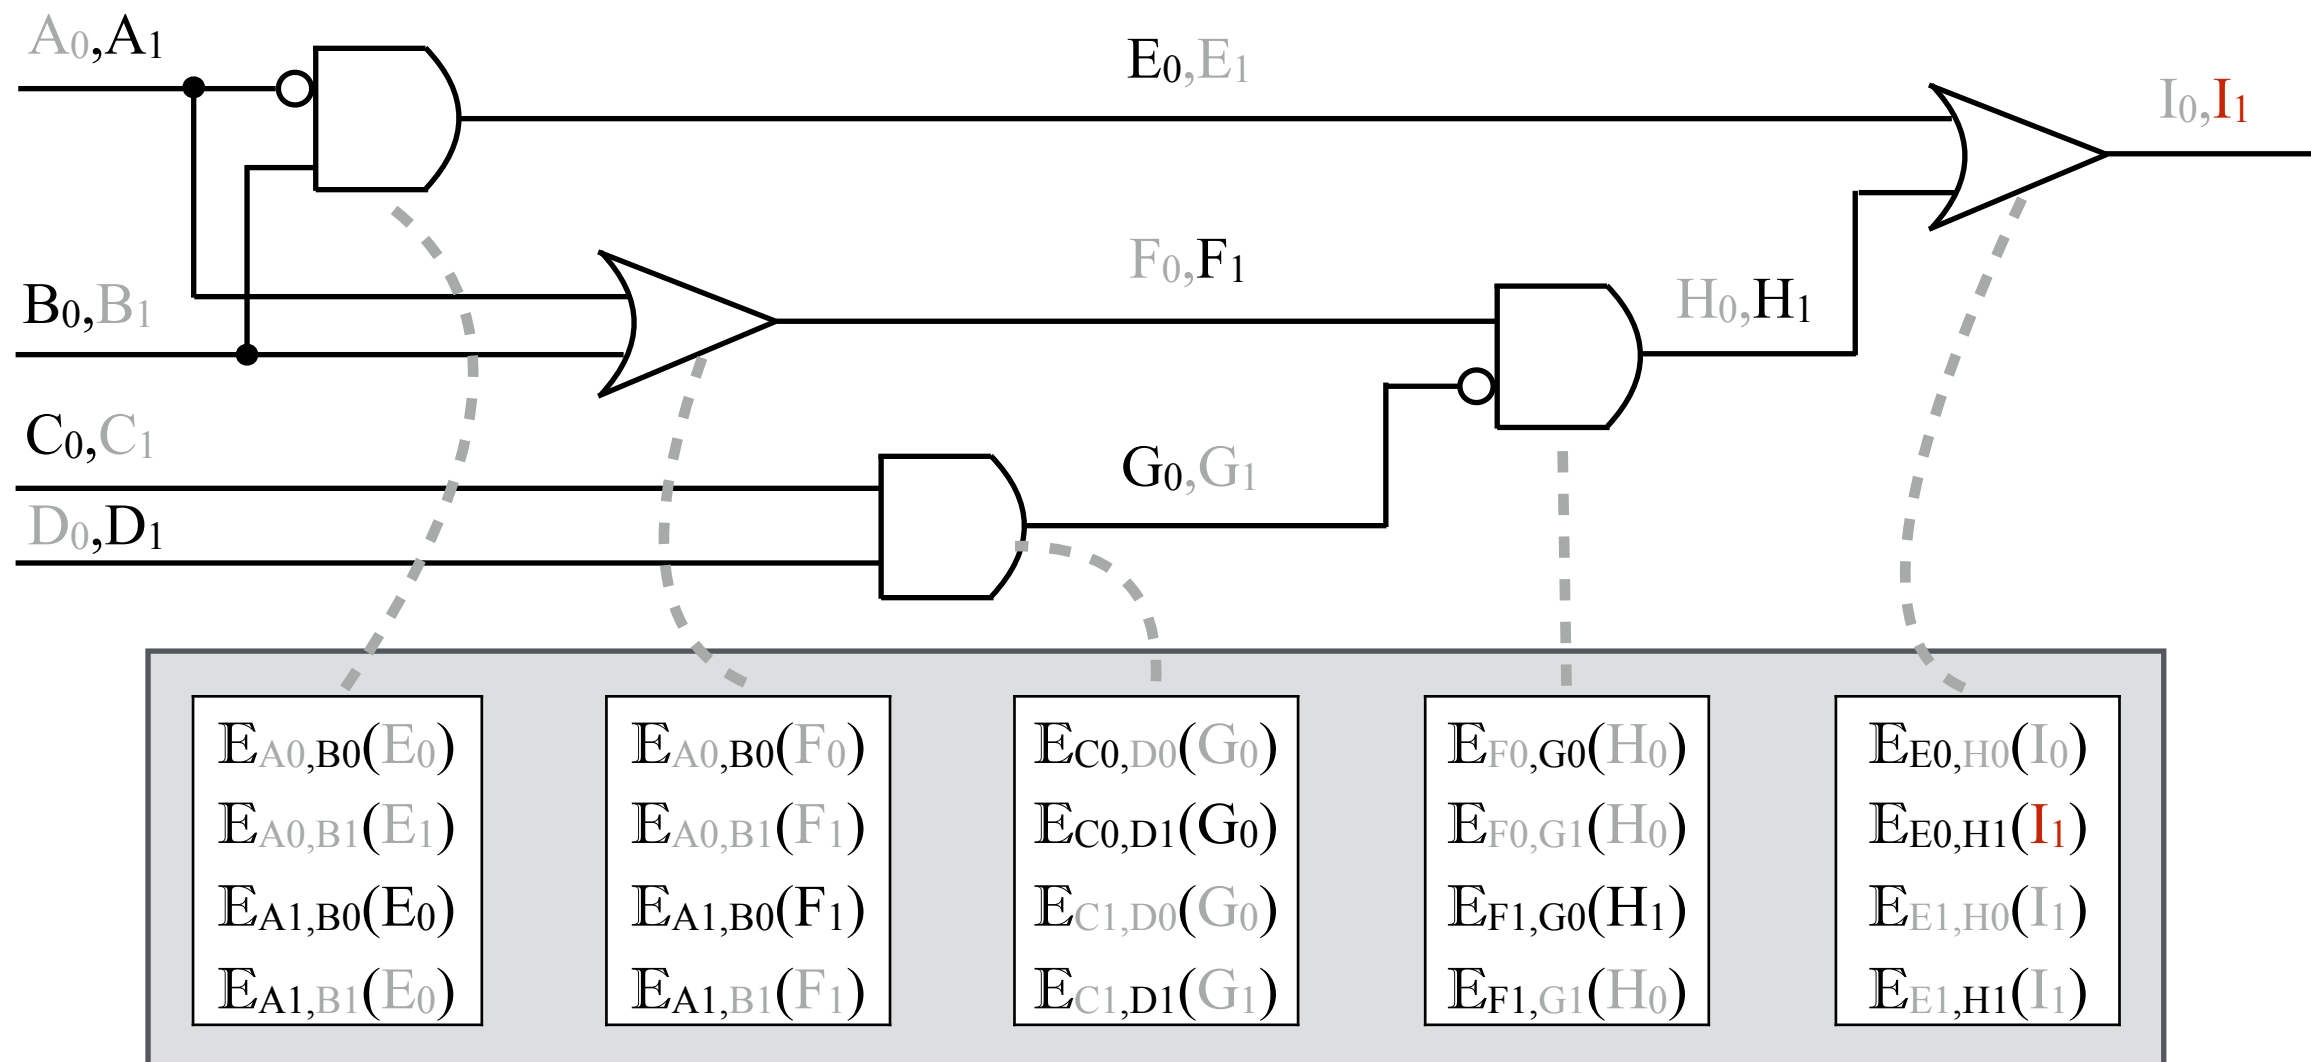 A0,A1
E0,E1
I0,I1
B0,B1
F0,F1
H0,H1
C0,C1
G0,G1
D0,D1
𝔼A0,B0(E0)
𝔼A0,B1(E1)
𝔼A1,B0(E0)
𝔼A1,B1(E0)
𝔼A0,B0(F0)
𝔼A0,B1(F1)
𝔼A1,B0(F1)
𝔼A1,B1(F1)
𝔼C0,D0(G0)
𝔼C0,D1(G0)
𝔼C1,D0(G0)
𝔼C1,D1(G1)
𝔼F0,G0(H0)
𝔼F0,G1(H0)
𝔼F1,G0(H1)
𝔼F1,G1(H0)
𝔼E0,H0(I0)
𝔼E0,H1(I1)
𝔼E1,H0(I1)
𝔼E1,H1(I1)